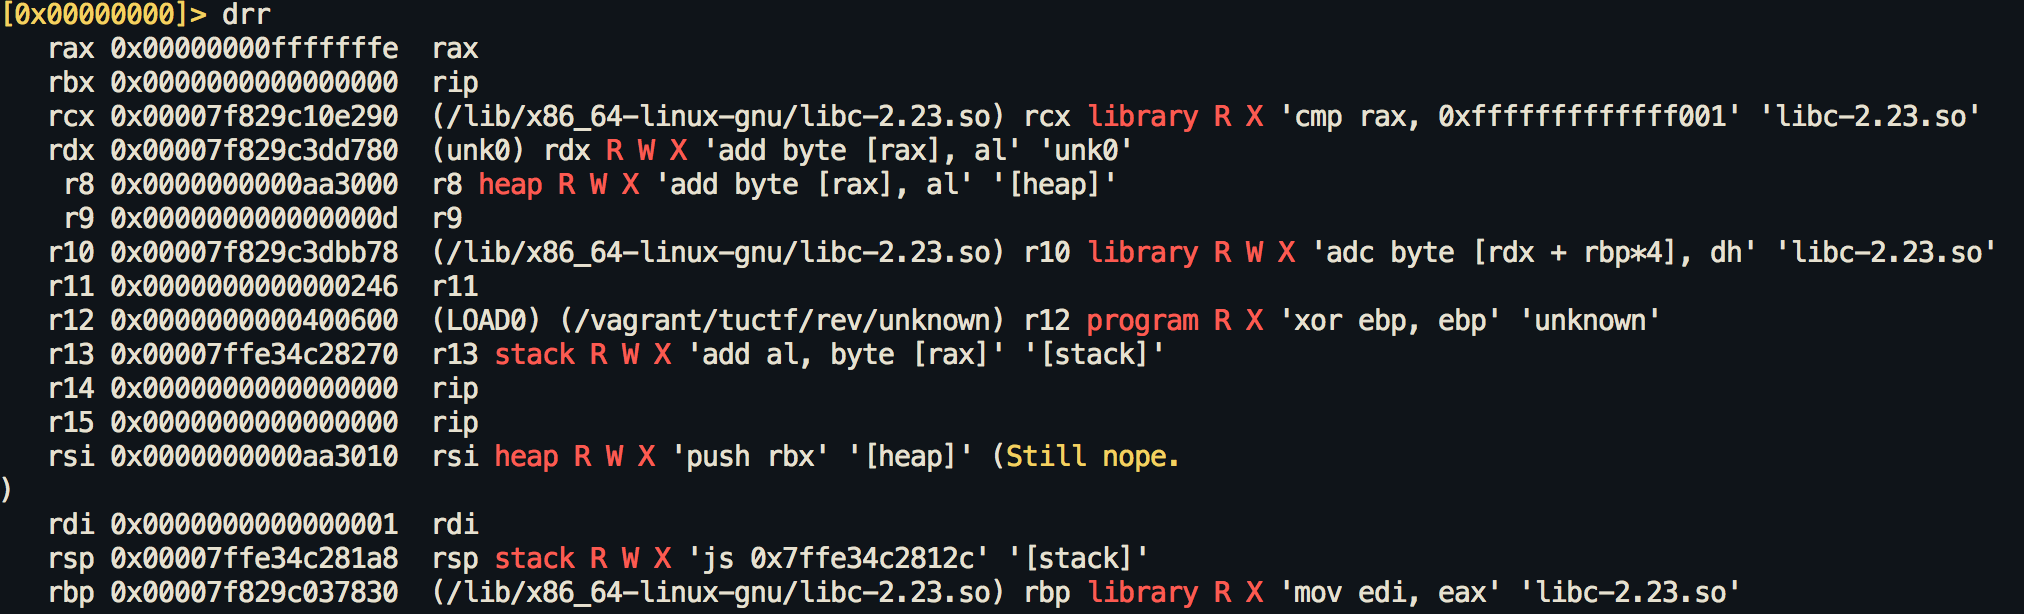 [0x00000000]> drr
rax 0x00000000fffffffe rax
rbx 0x0000000000000000 rip
rcx 0x00007f829c10e290 (/lib/x86_64-linux-gnu/libc-2.23.so) rcx library R X 'cmp rax, 0xfffffffffffff001' 'libc-2.23.so'
rdx 0x00007f829c3dd780 (unk0) rdx R W X 'add byte [rax], al' 'unk0'
r8 0x0000000000aa3000 r8 heap R W X 'add byte [rax], al' '[heap]'
r9 0x000000000000000d r9
r10 0x00007f829c3dbb78 (/lib/x86_64-linux-gnu/libc-2.23.so) r10 library R W X 'adc byte [rdx + rbp*4], dh' 'libc-2.23.so'
r11 0x0000000000000246 r11
r12 0x0000000000400600 (LOAD0) (/vagrant/tuctf/rev/unknown) r12 program R X 'xor ebp, ebp' 'unknown'
r13 0x00007ffe34c28270 r13 stack R W X 'add al, byte [rax]' '[stack]'
r14 0x0000000000000000 rip
r15 0x0000000000000000 rip
rsi 0x0000000000aa3010 rsi heap R W X 'push rbx' '[heap]' (Still nope.
)
rdi 0x0000000000000001 rdi
rsp 0x00007ffe34c281a8 rsp stack R W X 'js 0x7ffe34c2812c' '[stack]'
rbp 0x00007f829c037830 (/lib/x86_64-linux-gnu/libc-2.23.so) rbp library R X 'mov edi, eax' 'libc-2.23.so'